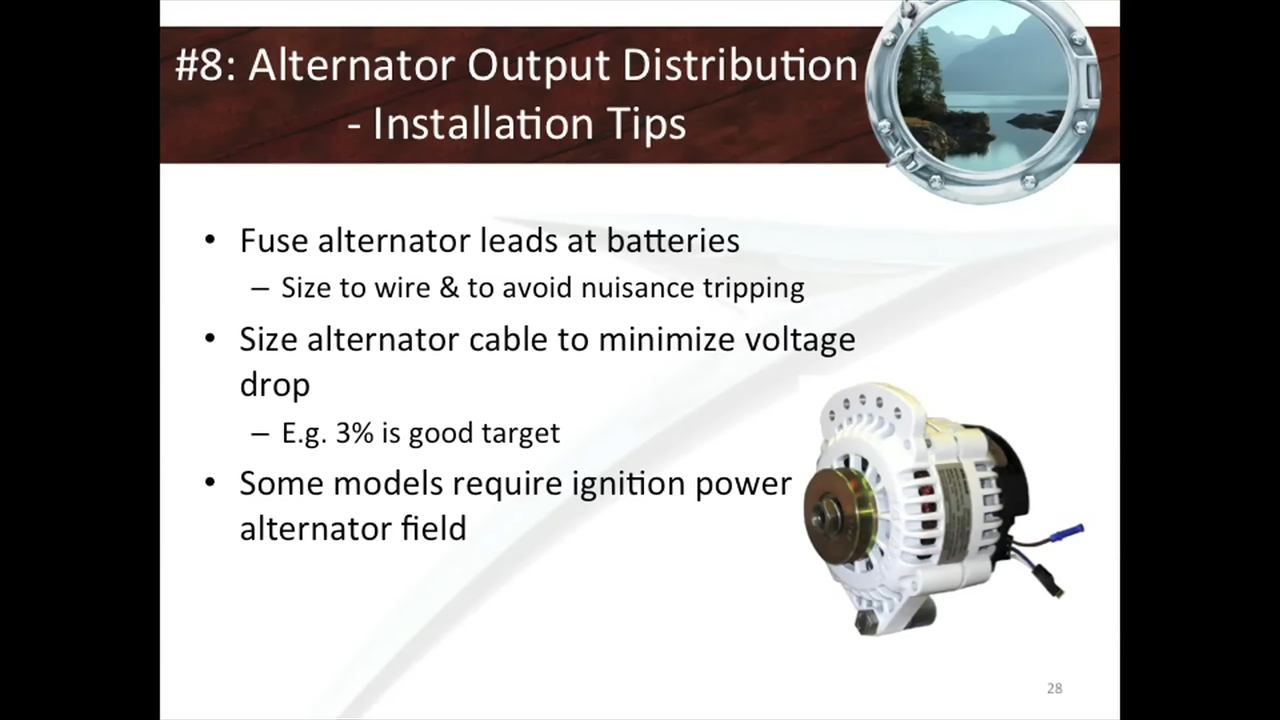 #8: Alternator Output Distribution
- Installation Tips
• Fuse alternator leads at batteries
– Size to wire & to avoid nuisance tripping
• Size alternator cable to minimize voltage
drop
– E.g. 3% is good target
• Some models require ignition power
alternator field
28